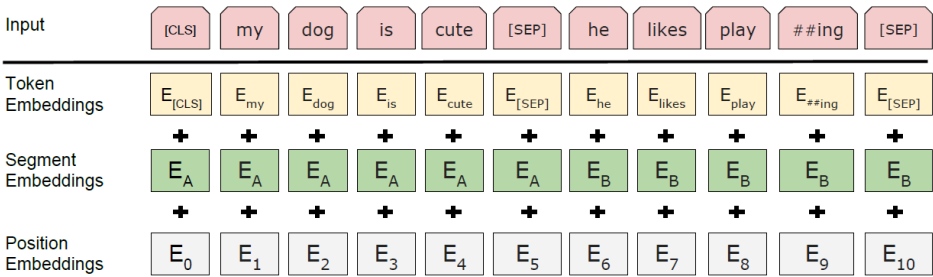 Input [CLS] my dog is cute [SEP] he likes play ##ing [SEP]
Token Embeddings E[CLS] Emy Edog Eis Ecute E[SEP] Ehe Elikes Eplay E##ing E[SEP]
+ + + + + + + + + + +
Segment Embeddings EA EA EA EA EA EA EB EB EB EB EB
+ + + + + + + + + + +
Position Embeddings E0 E1 E2 E3 E4 E5 E6 E7 E8 E9 E10